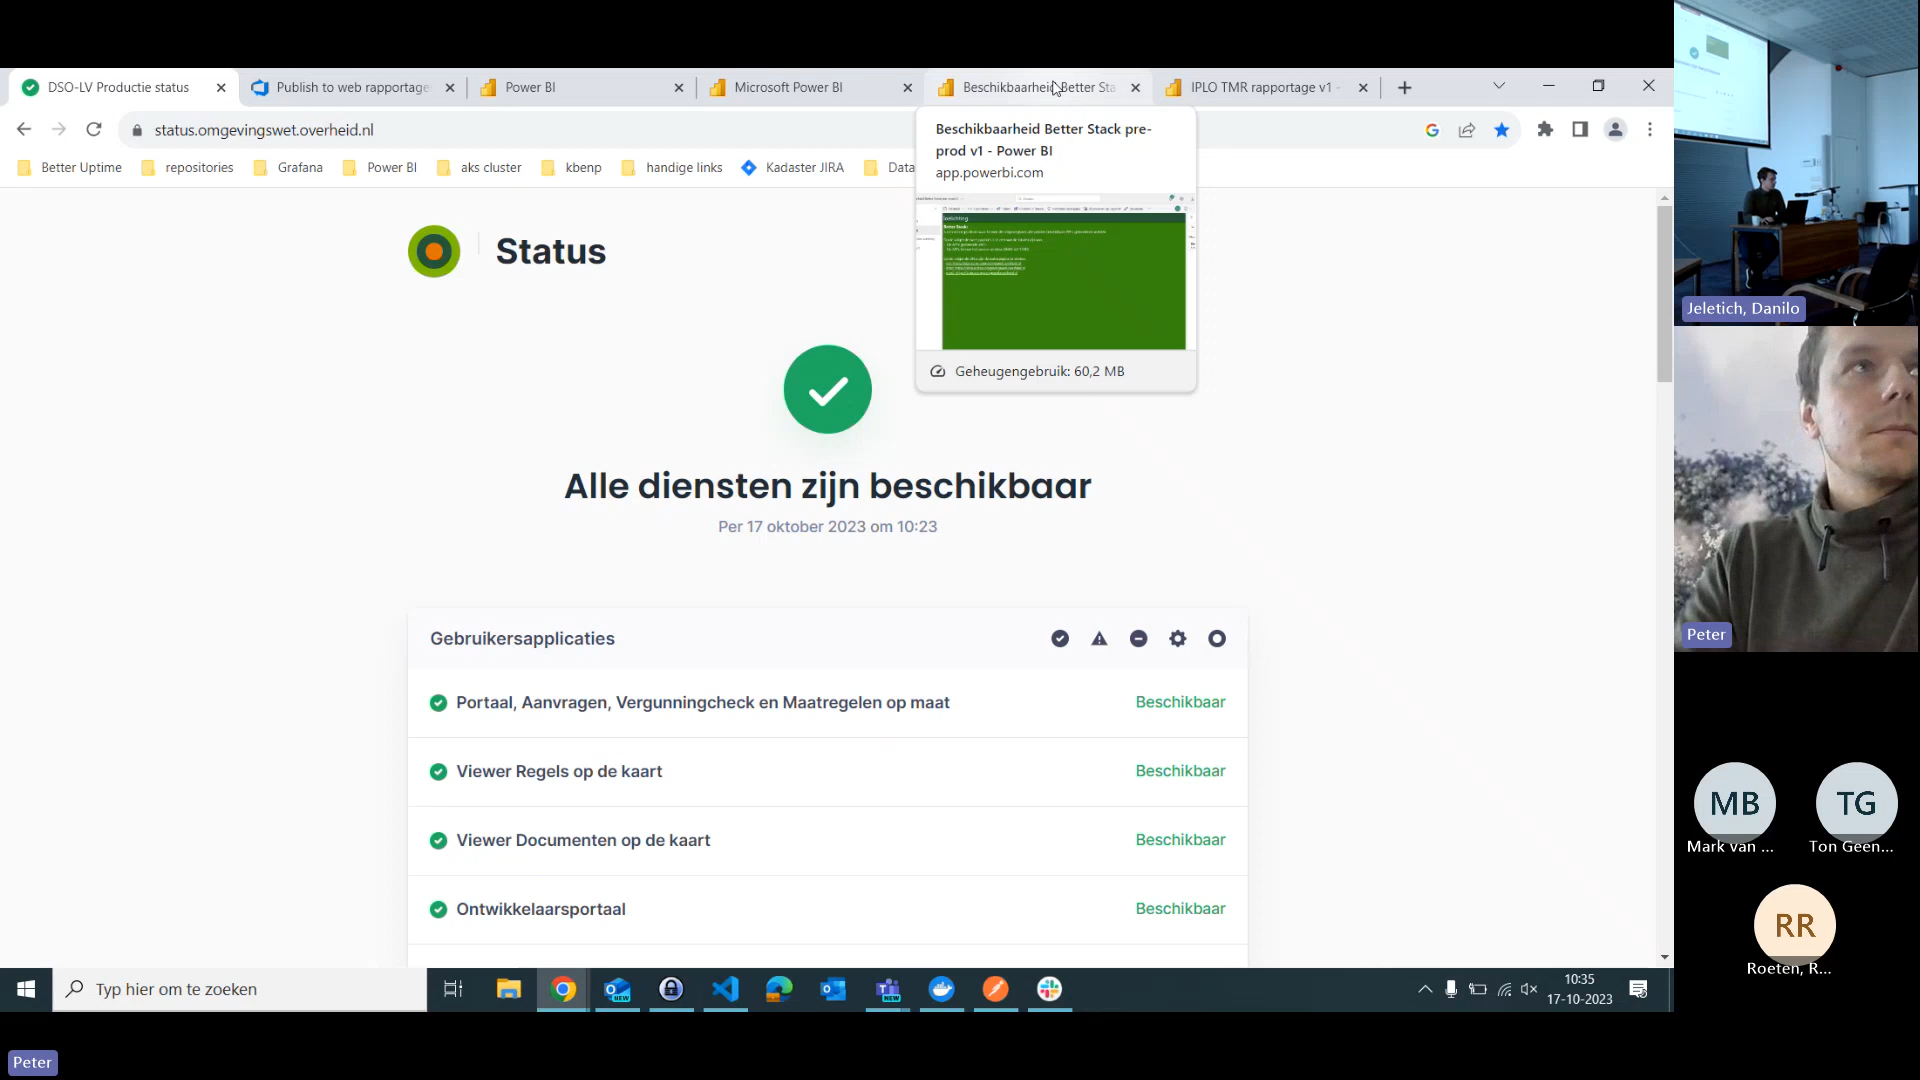 DSO-LV Productie status
Publish to web rapportage
Power BI
Microsoft Power BI
Beschikbaarheid Better Sta
IPLO TMR rapportage v1 -
status.omgevingswet.overheid.nl
Better Uptime
repositories
Grafana
Power BI
aks cluster
kbenp
handige links
Kadaster JIRA
Data
Beschikbaarheid Better Stack pre-
prod v1 - Power BI
app.powerbi.com
Geheugengebruik: 60,2 MB
Status
Alle diensten zijn beschikbaar
Per 17 oktober 2023 om 10:23
Gebruikersapplicaties
Portaal, Aanvragen, Vergunningcheck en Maatregelen op maat Beschikbaar
Viewer Regels op de kaart Beschikbaar
Viewer Documenten op de kaart Beschikbaar
Ontwikkelaarsportaal Beschikbaar
Typ hier om te zoeken
NEW
NEW
10:35
17-10-2023
Jeletich, Danilo
Peter
MB
Mark van ...
TG
Ton Geen...
RR
Roeten, R...
Peter